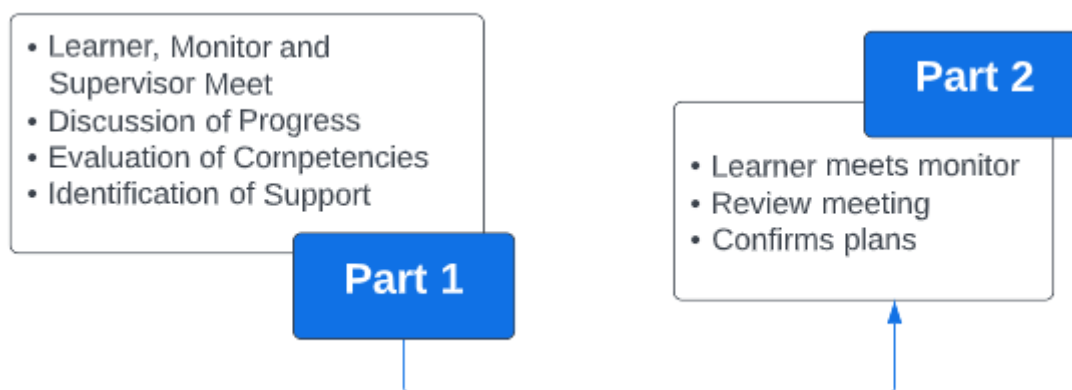 • Learner, Monitor and
Supervisor Meet
• Discussion of Progress
• Evaluation of Competencies
• Identification of Support
Part 1
Part 2
• Learner meets monitor
• Review meeting
• Confirms plans